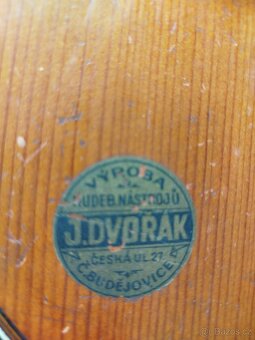 VÝROBA
HUDEB. NÁSTROJŮ
J. DVOŘÁK
ČESKÁ UL. 27.
Č. BUDĚJOVICE